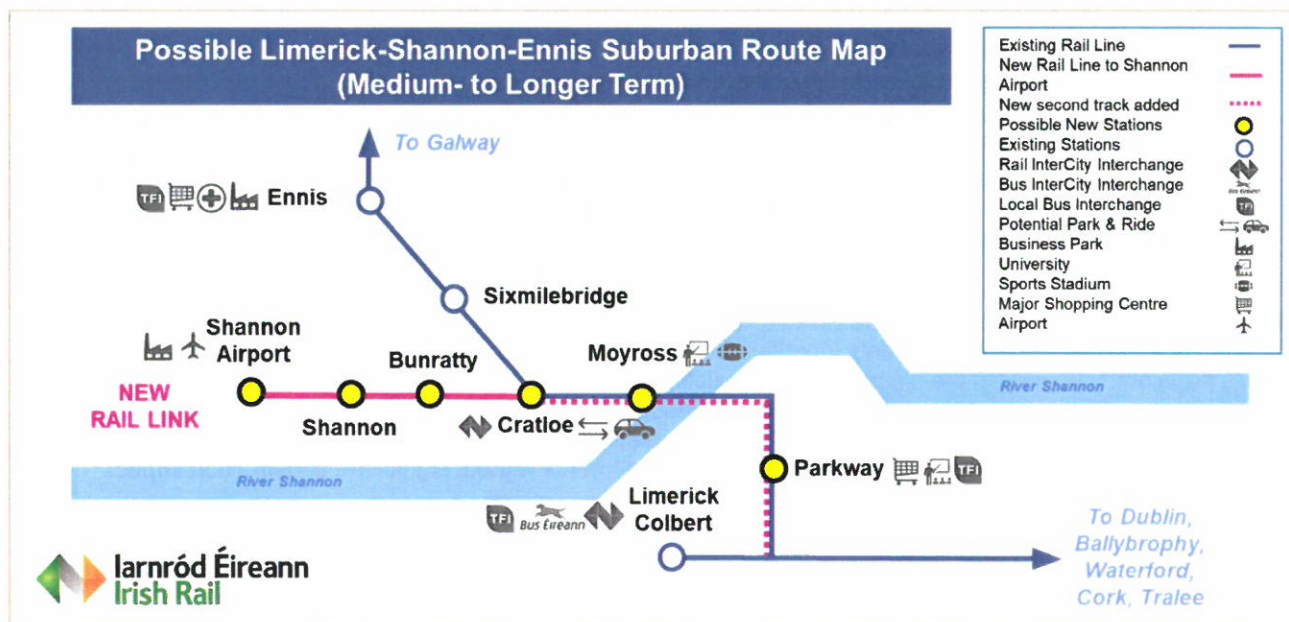 Possible Limerick-Shannon-Ennis Suburban Route Map
(Medium- to Longer Term)
Existing Rail Line
New Rail Line to Shannon
Airport
New second track added
Possible New Stations
Existing Stations
Rail InterCity Interchange
Bus InterCity Interchange
Bus Éireann
Local Bus Interchange
TFI
Potential Park & Ride
Business Park
University
Sports Stadium
Major Shopping Centre
Airport
To Galway
TFI
Ennis
Sixmilebridge
Shannon
Airport
Bunratty
Moyross
NEW
RAIL LINK
Shannon
Cratloe
River Shannon
River Shannon
Parkway
TFI
TFI
Bus Éireann
Limerick
Colbert
To Dublin,
Ballybrophy,
Waterford,
Cork, Tralee
Iarnród Éireann
Irish Rail